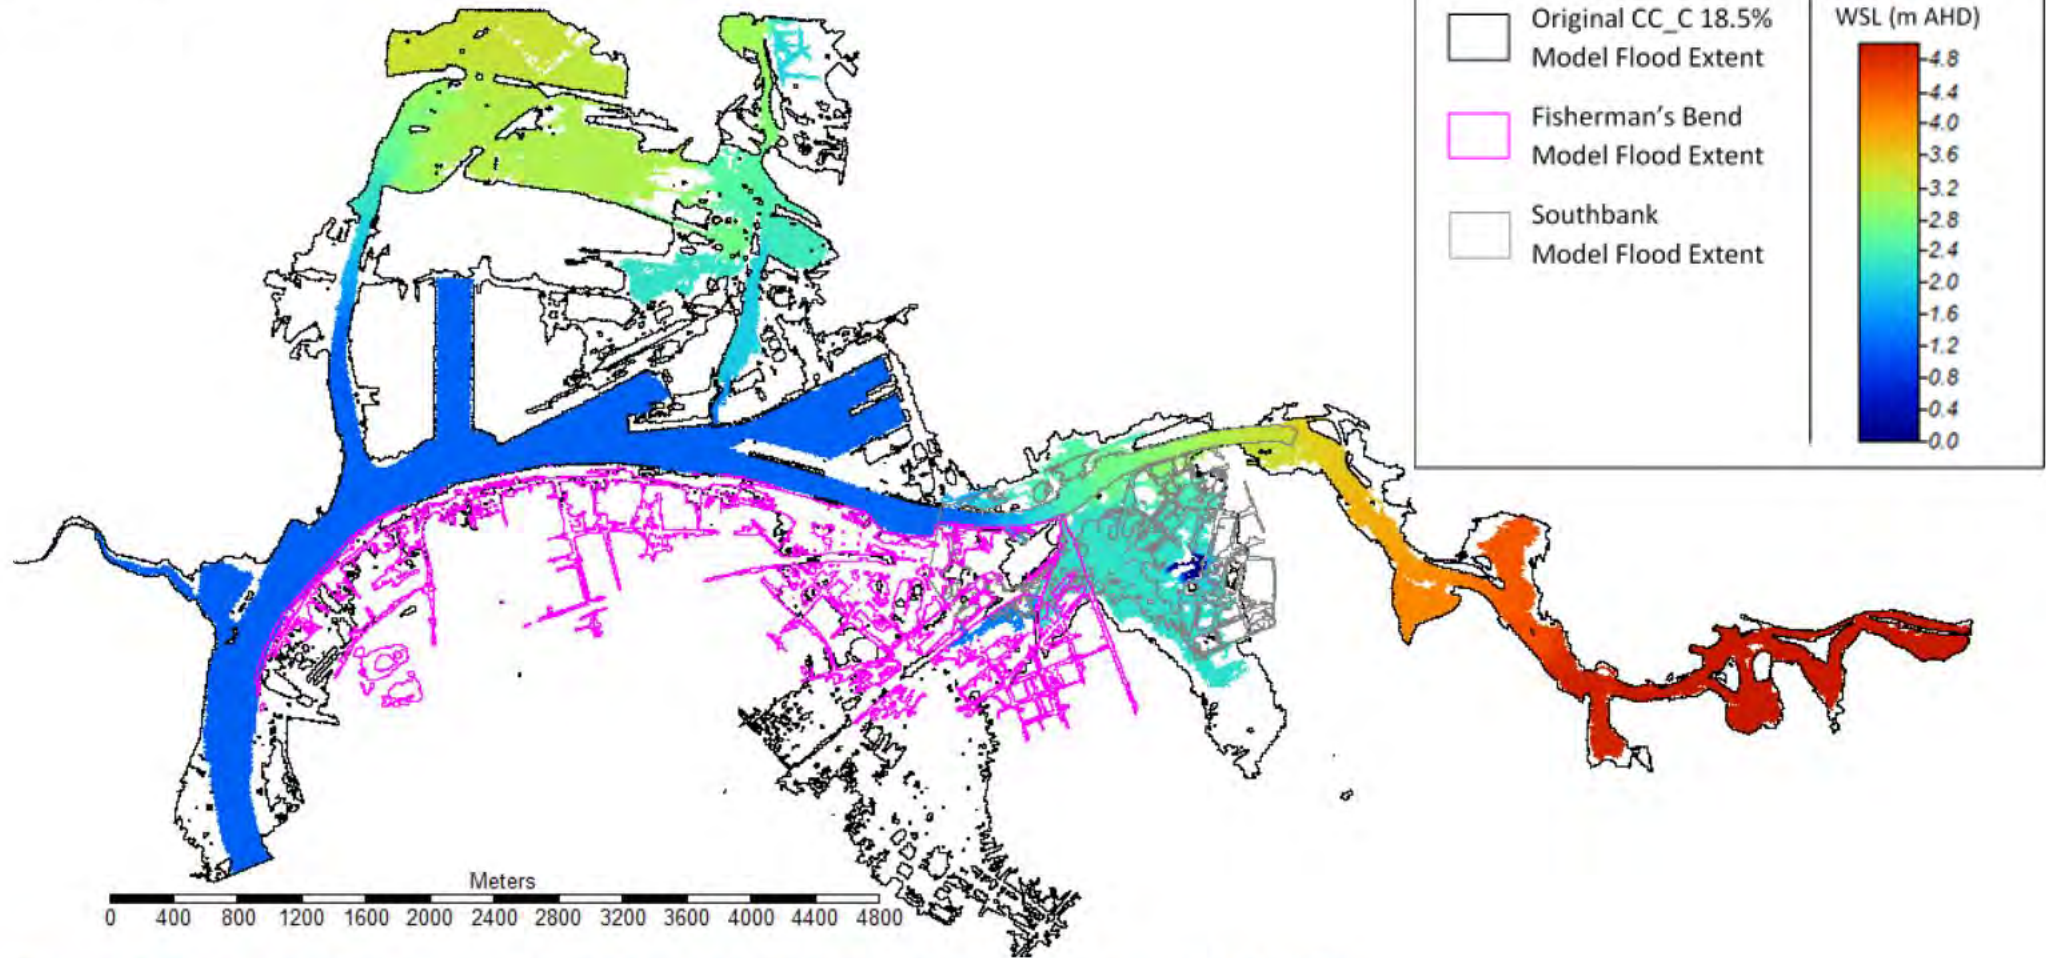 Original CC_C 18.5%
Model Flood Extent
Fisherman's Bend
Model Flood Extent
Southbank
Model Flood Extent
WSL (m AHD)
4.8
4.4
4.0
3.6
3.2
2.8
2.4
2.0
1.6
1.2
0.8
0.4
0.0
Meters
0 400 800 1200 1600 2000 2400 2800 3200 3600 4000 4400 4800